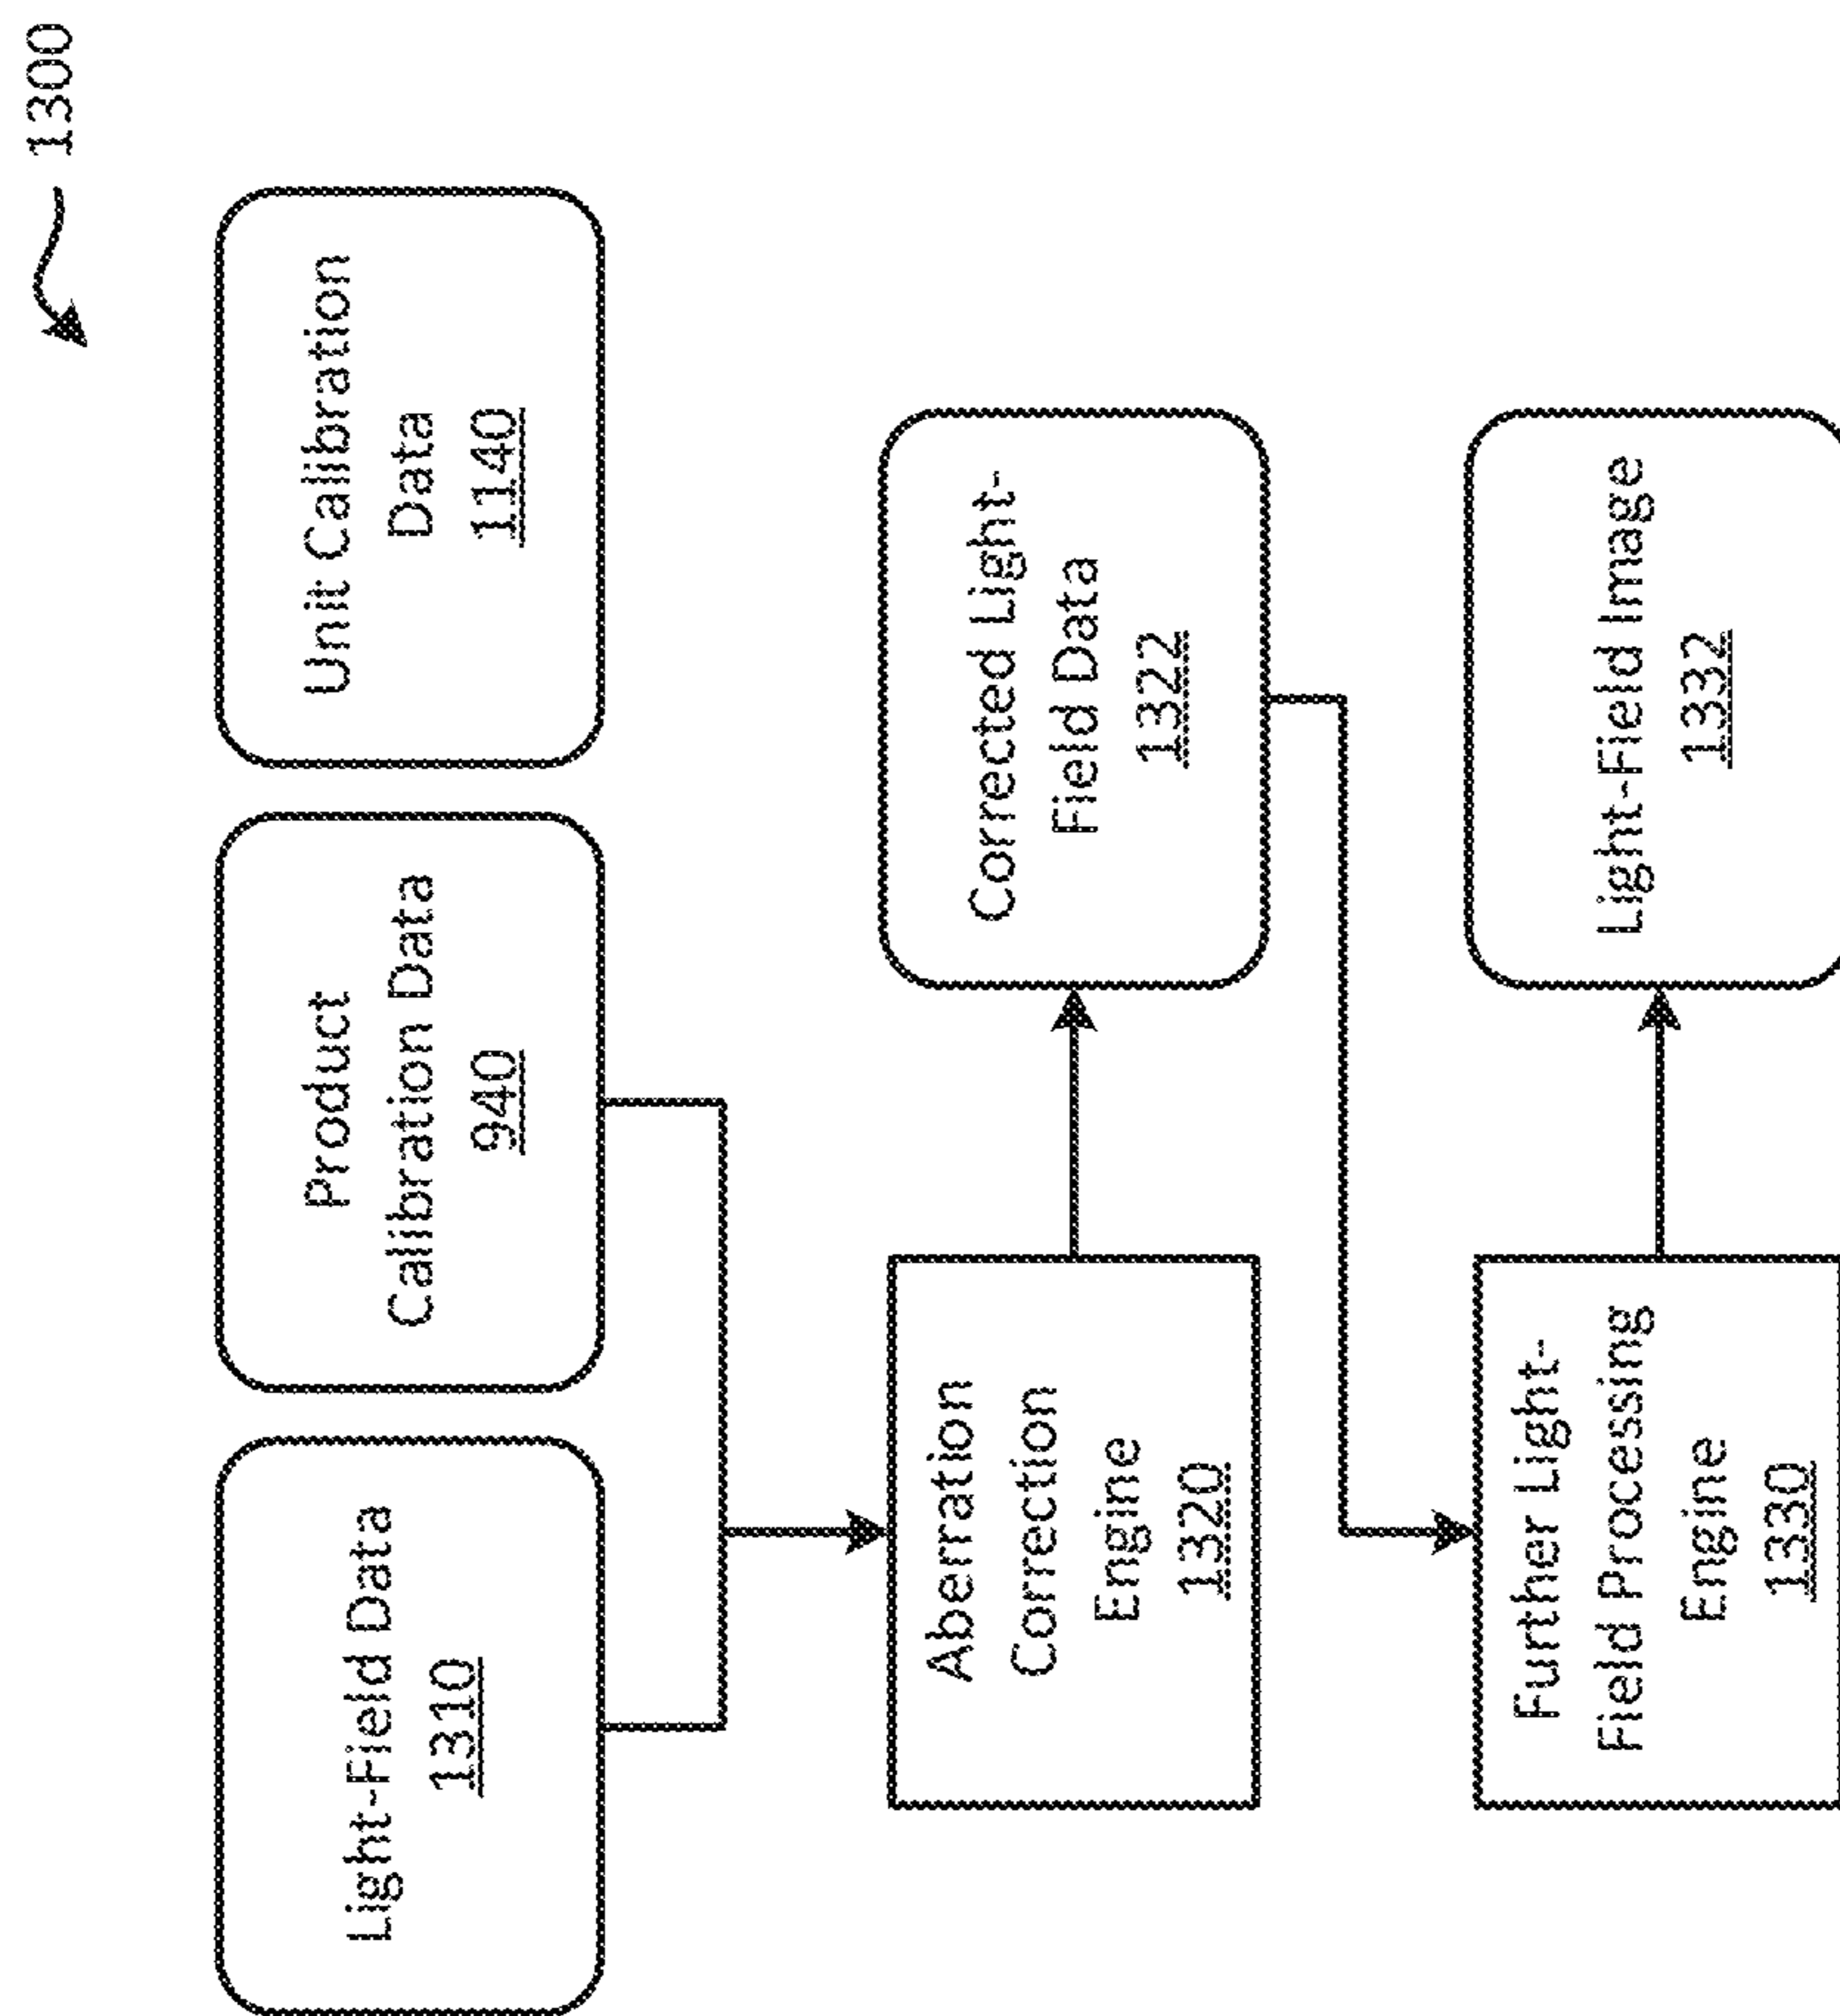 1300
Light-Field Data
1310
Product
Calibration Data
940
Unit Calibration
Data
1140
Aberration
Correction
Engine
1320
Corrected Light-
Field Data
1322
Further Light-
Field Processing
Engine
1330
Light-Field Image
1332